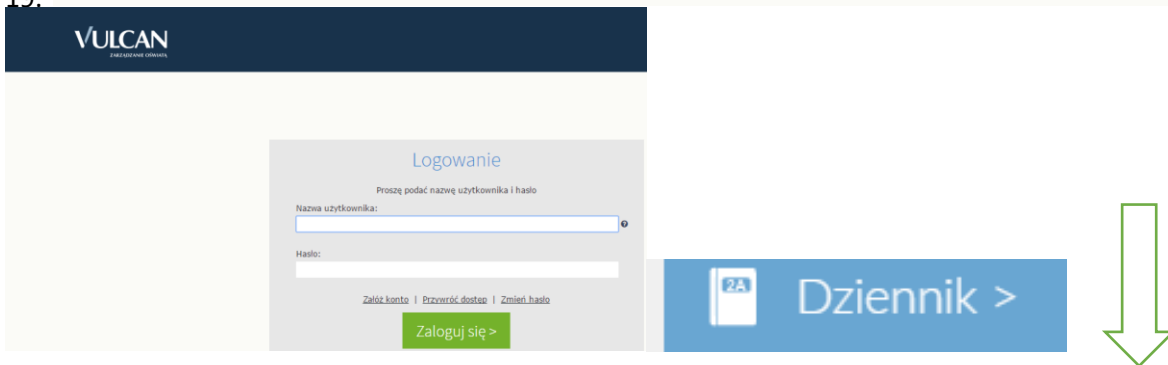 19.
VULCAN
ZARZĄDZANIE OŚWIATĄ
Logowanie
Proszę podać nazwę użytkownika i hasło
Nazwa użytkownika:
Hasło:
Załóż konto | Przywróć dostęp | Zmień hasło
Zaloguj się >
2A
Dziennik >